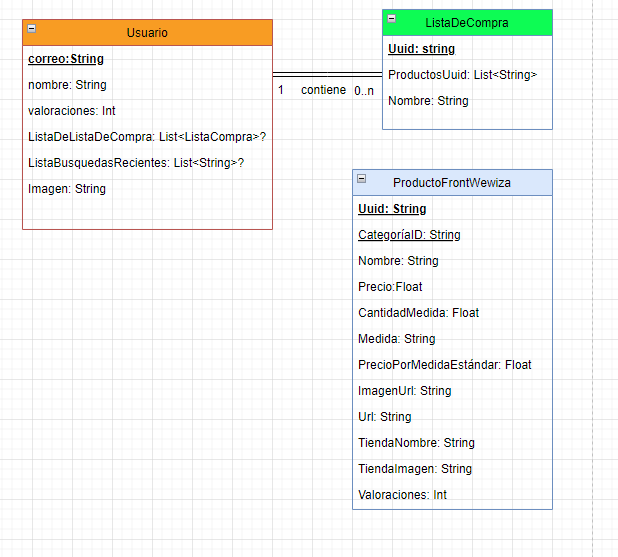 Usuario
correo:String
nombre: String
valoraciones: Int
ListaDeListaDeCompra: List<ListaCompra>?
ListaBusquedasRecientes: List<String>?
Imagen: String
1 contiene 0..n
ListaDeCompra
Uuid: string
ProductosUuid: List<String>
Nombre: String
ProductoFrontWewiza
Uuid: String
CategoríaID: String
Nombre: String
Precio:Float
CantidadMedida: Float
Medida: String
PrecioPorMedidaEstándar: Float
ImagenUrl: String
Url: String
TiendaNombre: String
TiendaImagen: String
Valoraciones: Int